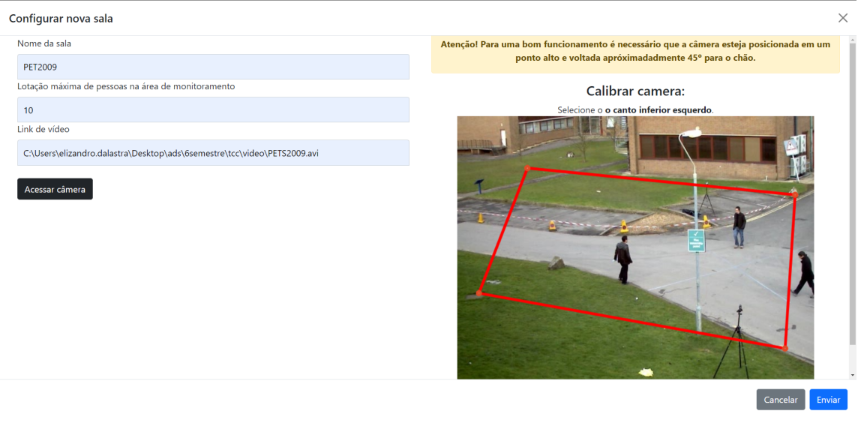 Configurar nova sala
Nome da sala
PET2009
Lotação máxima de pessoas na área de monitoramento
10
Link de vídeo
C:\Users\elizandro.dalastra\Desktop\ads\6semestre\tcc\video\PETS2009.avi
Acessar câmera
Atenção! Para uma bom funcionamento é necessário que a câmera esteja posicionada em um
ponto alto e voltada apróximadadmente 45º para o chão.
Calibrar camera:
Selecione o o canto inferior esquerdo.
Cancelar
Enviar